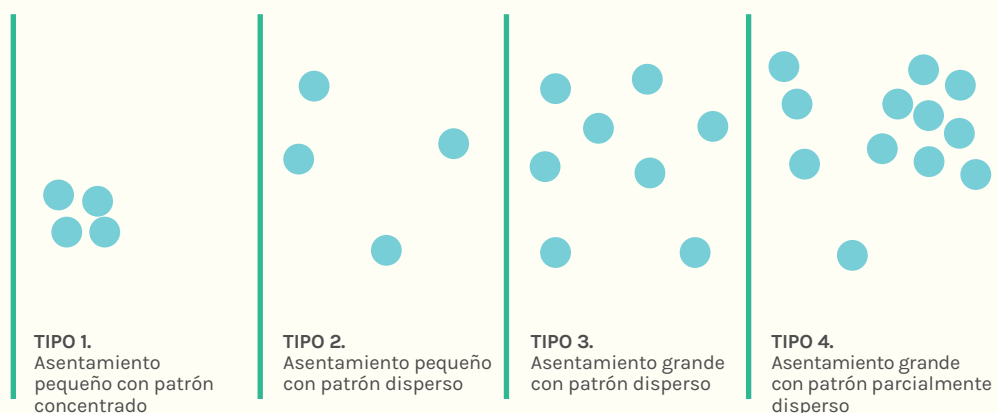 TIPO 1.
Asentamiento
pequeño con patrón
concentrado
TIPO 2.
Asentamiento pequeño
con patrón disperso
TIPO 3.
Asentamiento grande
con patrón disperso
TIPO 4.
Asentamiento grande
con patrón parcialmente
disperso